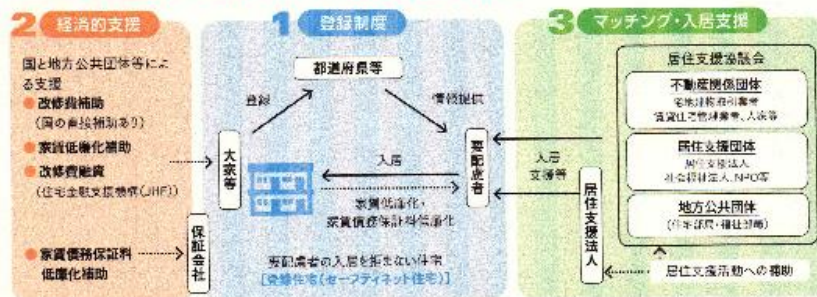 2 経済的支援
国と地方公共団体等によ
る支援
● 改修費補助
(国の直接補助あり)
● 家賃低廉化補助
● 改修費融資
(住宅金融支援機構(JHF))
● 家賃債務保証料
低廉化補助
1 登録制度
都道府県等
登録
情報提供
大家等
要配慮者
入居
家賃低廉化・
家賃債務保証料低廉化
保証会社
要配慮者の入居を拒まない住宅
[登録住宅(セーフティネット住宅)]
3 マッチング・入居支援
居住支援協議会
不動産関係団体
宅地建物取引業者
賃貸住宅管理業者、家主等
居住支援団体
居住支援法人
社会福祉法人、NPO等
地方公共団体
(住宅部局・福祉部局)
入居
支援等
居住支援法人
居住支援活動への補助